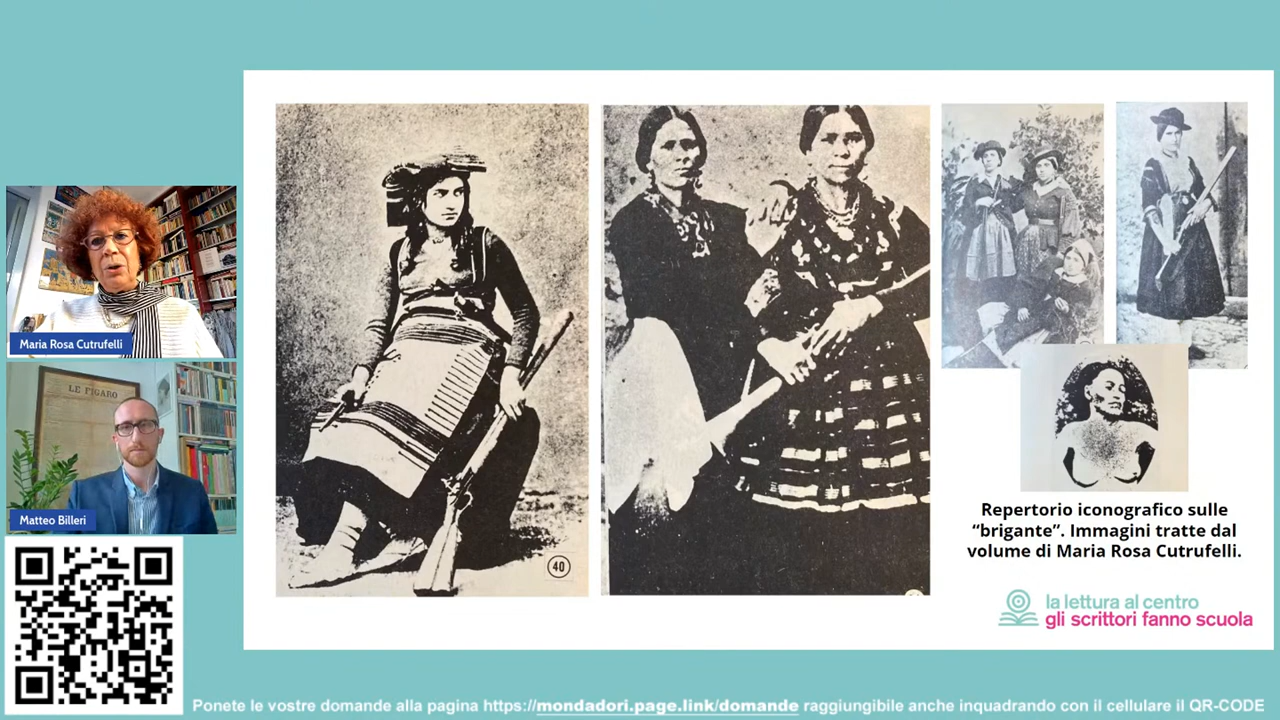 Maria Rosa Cutrufelli
LE FIGARO
Matteo Billeri
40
Repertorio iconografico sulle
“brigante”. Immagini tratte dal
volume di Maria Rosa Cutrufelli.
la lettura al centro
gli scrittori fanno scuola
Ponete le vostre domande alla pagina https://mondadori.page.link/domande raggiungibile anche inquadrando con il cellulare il QR-CODE